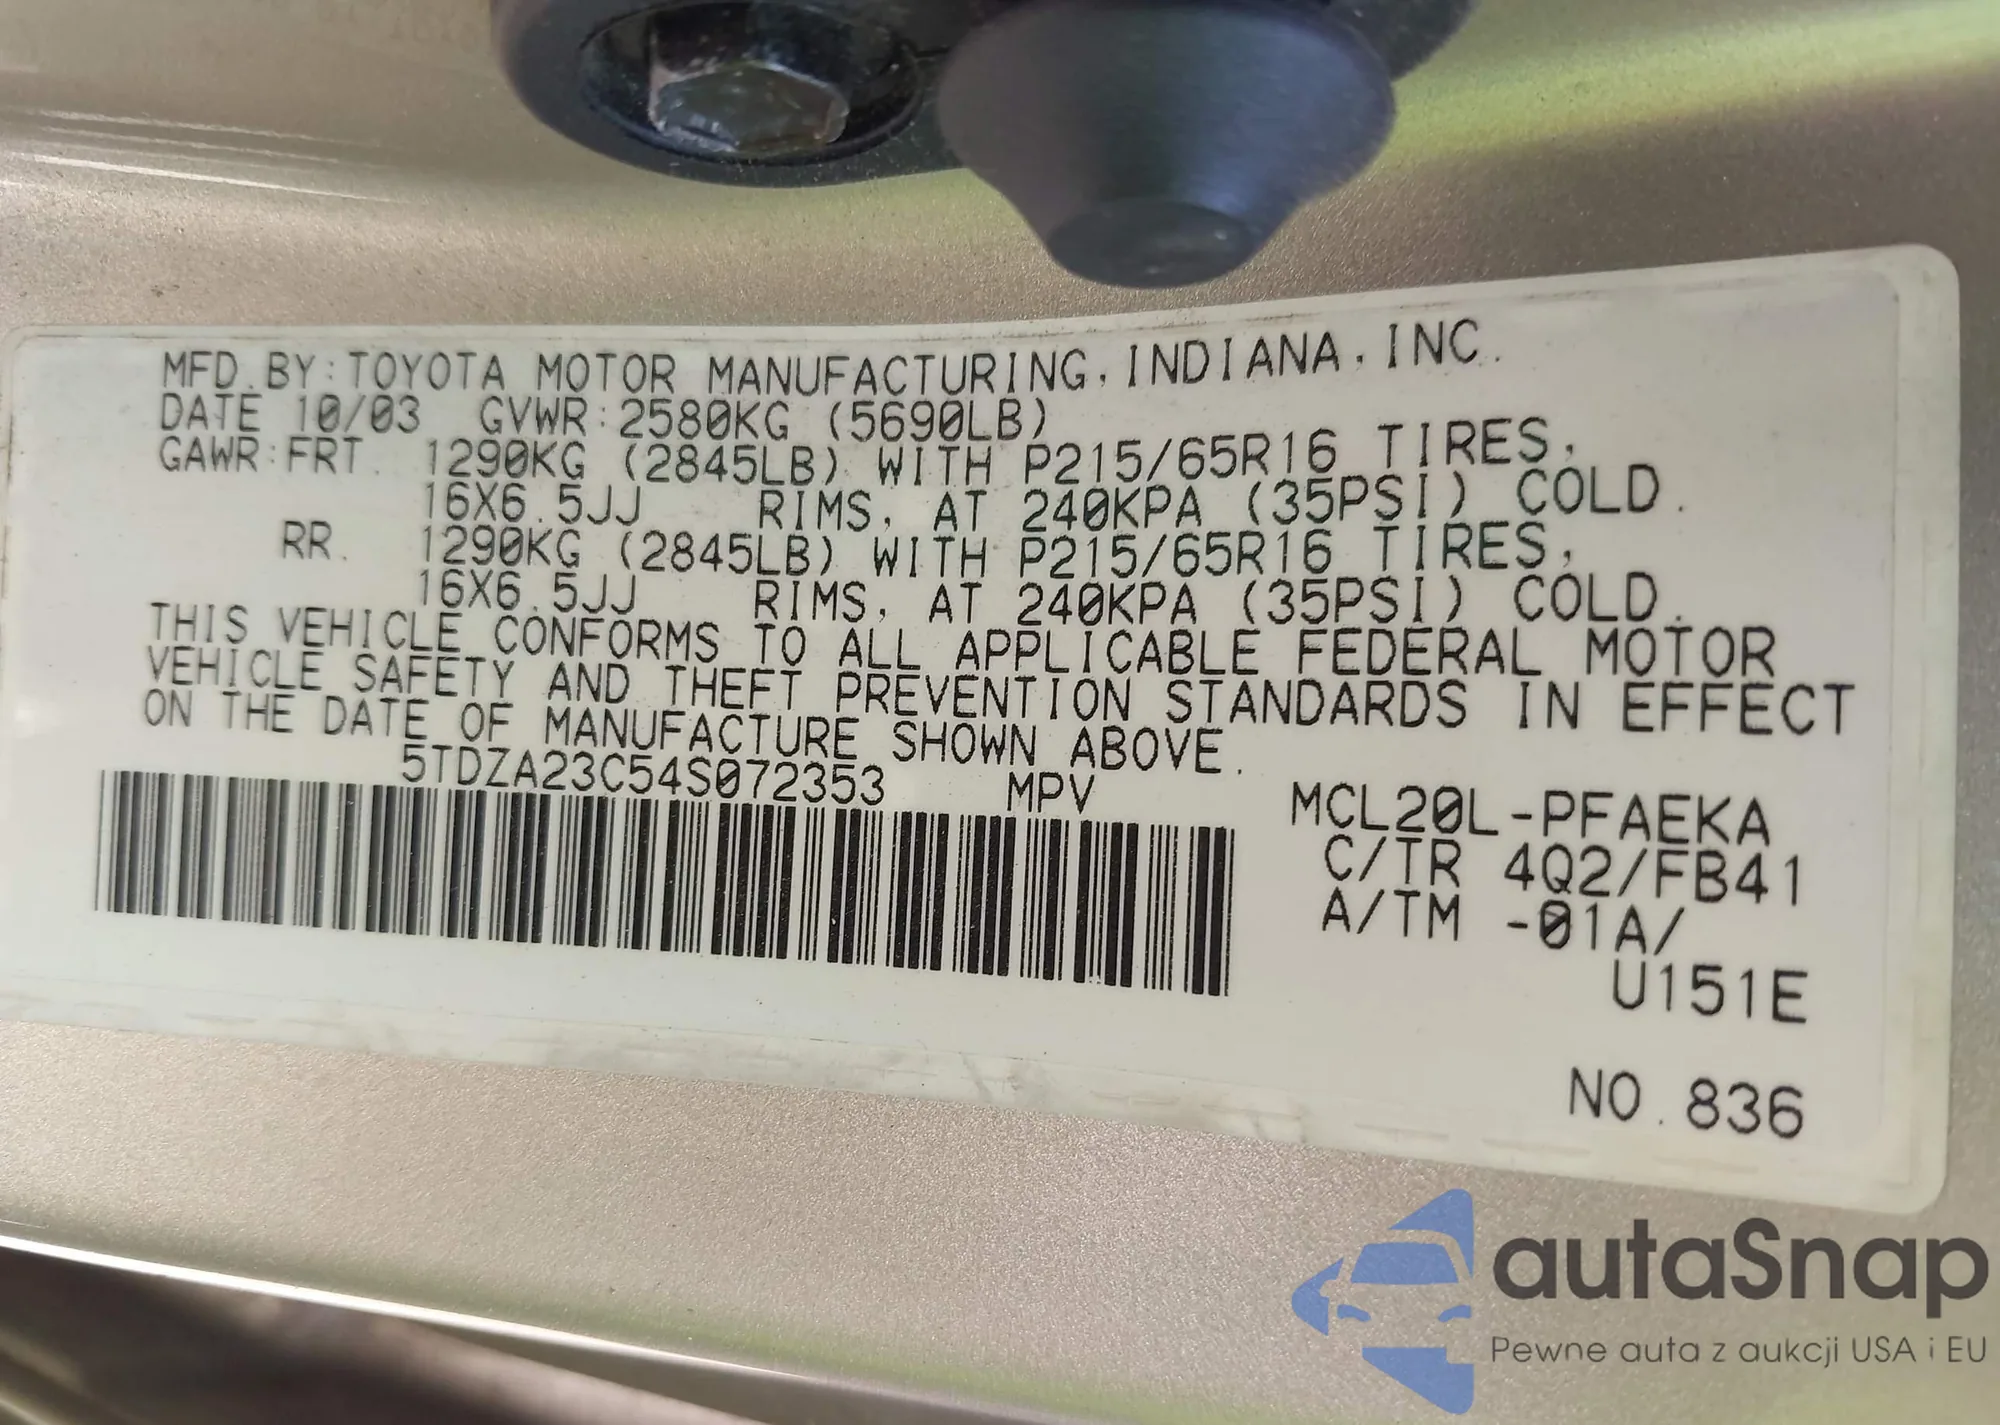 MFD. BY: TOYOTA MOTOR MANUFACTURING, INDIANA, INC.
DATE 10/03 GVWR: 2580KG (5690LB)
GAWR: FRT. 1290KG (2845LB) WITH P215/65R16 TIRES,
16X6.5JJ RIMS, AT 240KPA (35PSI) COLD.
RR. 1290KG (2845LB) WITH P215/65R16 TIRES,
16X6.5JJ RIMS, AT 240KPA (35PSI) COLD.
THIS VEHICLE CONFORMS TO ALL APPLICABLE FEDERAL MOTOR
VEHICLE SAFETY AND THEFT PREVENTION STANDARDS IN EFFECT
ON THE DATE OF MANUFACTURE SHOWN ABOVE.
5TDZA23C54S072353 MPV
MCL20L-PFAEKA
C/TR 4Q2/FB41
A/TM -01A/
U151E
NO. 836
autaSnap
Pewne auta z aukcji USA i EU